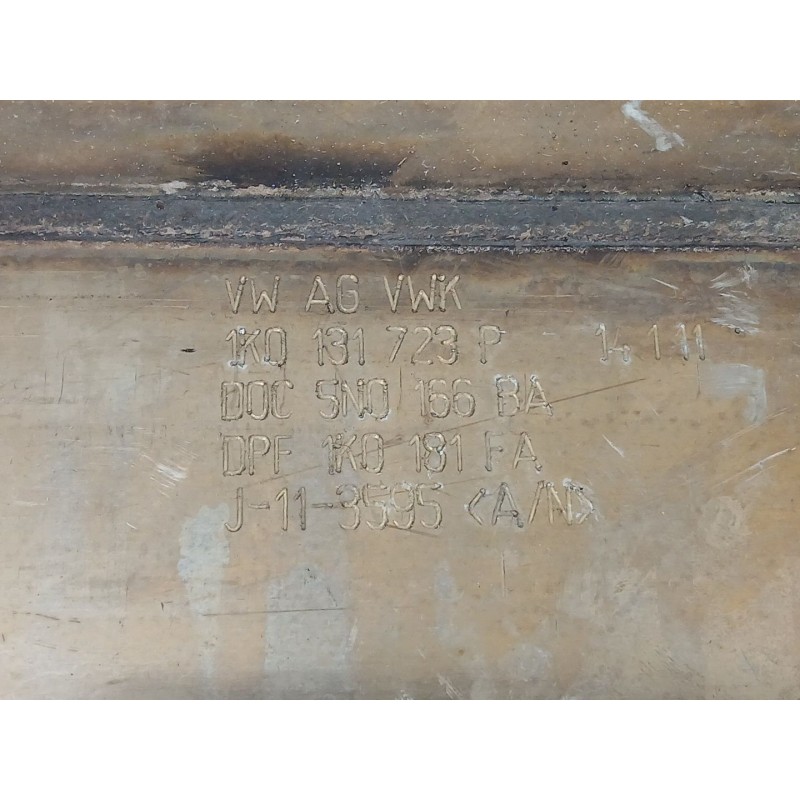 VW AG VWK
1K0 131 723 P 14 1 11
DOC 5N0 166 BA
DPF 1K0 181 FA
J-11-3595 <A/N>